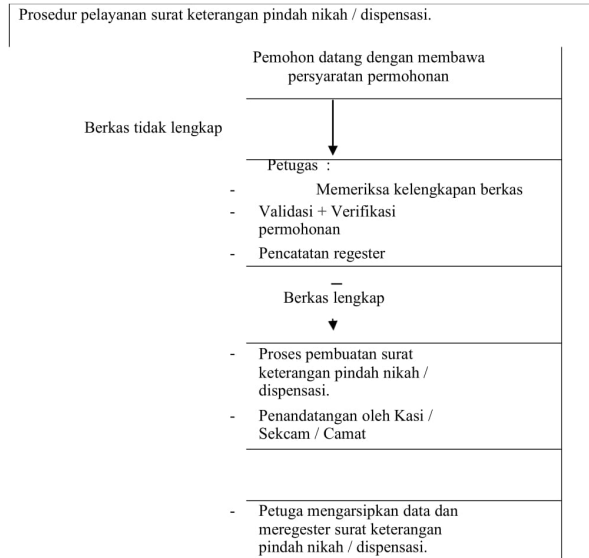 Prosedur pelayanan surat keterangan pindah nikah / dispensasi.
Pemohon datang dengan membawa
persyaratan permohonan
Berkas tidak lengkap
Petugas :
- Memeriksa kelengkapan berkas
- Validasi + Verifikasi
permohonan
- Pencatatan regester
Berkas lengkap
- Proses pembuatan surat
keterangan pindah nikah /
dispensasi.
- Penandatangan oleh Kasi /
Sekcam / Camat
- Petuga mengarsipkan data dan
meregester surat keterangan
pindah nikah / dispensasi.